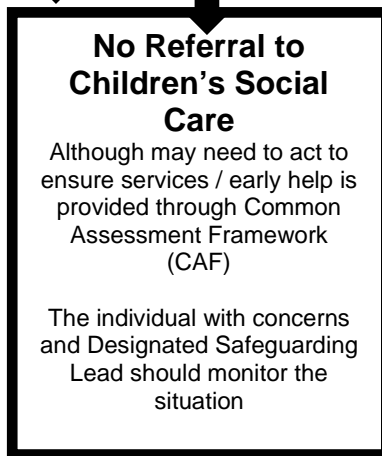 No Referral to
Children’s Social
Care
Although may need to act to
ensure services / early help is
provided through Common
Assessment Framework
(CAF)
The individual with concerns
and Designated Safeguarding
Lead should monitor the
situation